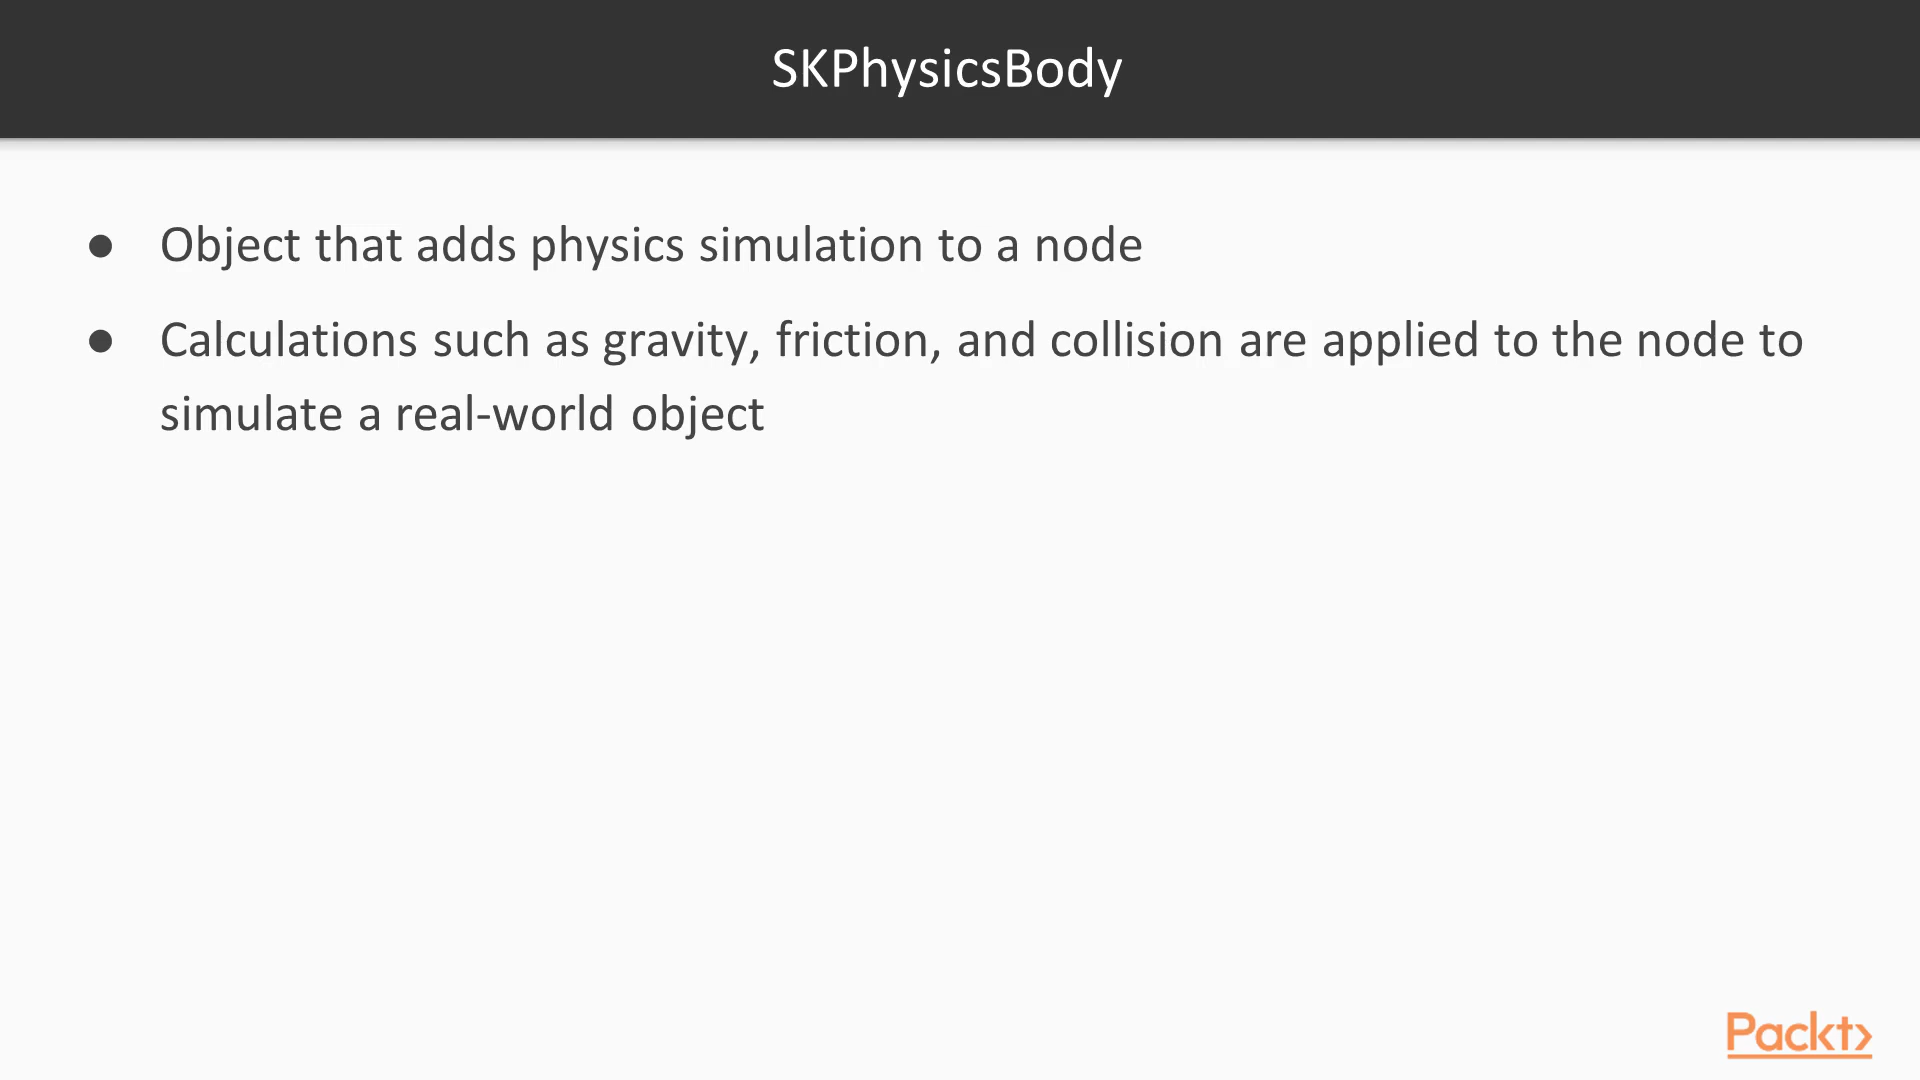 SKPhysicsBody
● Object that adds physics simulation to a node
● Calculations such as gravity, friction, and collision are applied to the node to
simulate a real-world object
Packt>